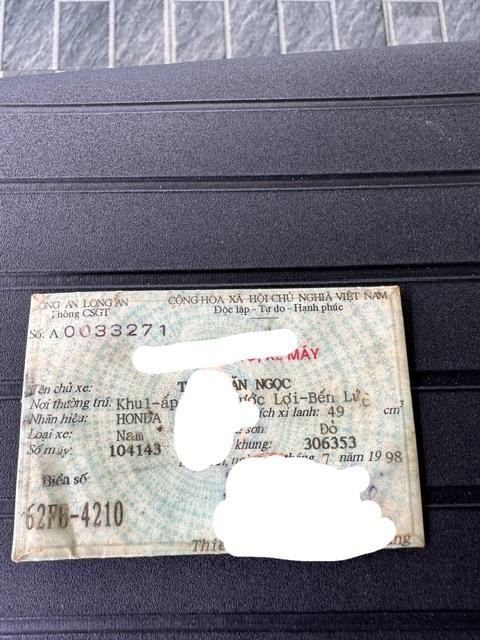 ÔNG AN LONG AN
CỘNG HÒA XÃ HỘI CHỦ NGHĨA VIỆT NAM
Thông CSGT
Độc lập - Tự do - Hạnh phúc
Số: A 0033271
XE MÁY
Tên chủ xe: NGỌC
Nơi thường trú: Khu1-ấp Lợi-Bến Lức
Nhãn hiệu: HONDA xi lanh: 49 cm³
Loại xe: Nam sơn: Đỏ
Số máy: 104143 khung: 306353
7 năm 1998
Biển số
62FB-4210